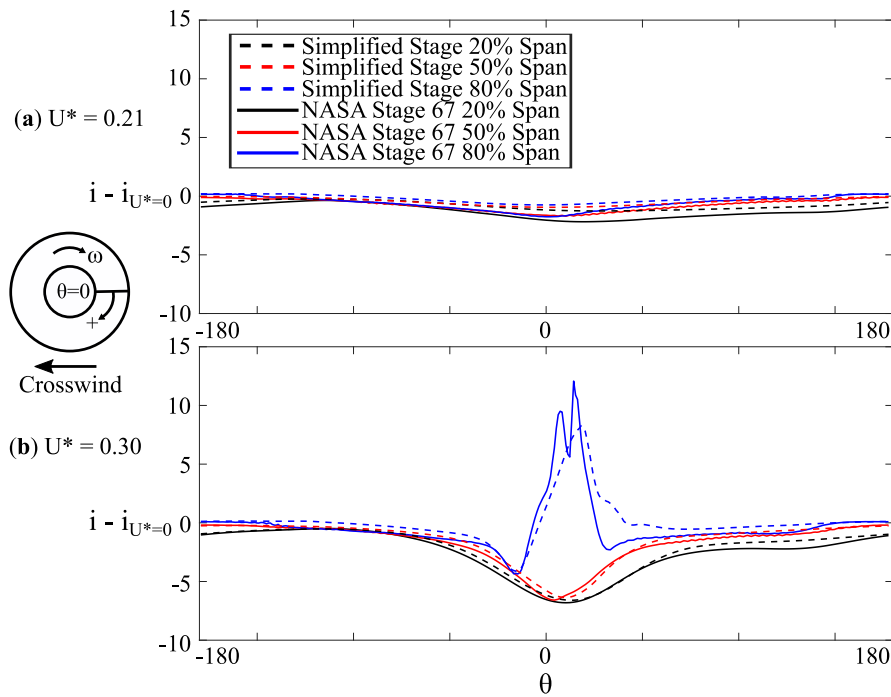 15
10
5
0
-5
-10
Simplified Stage 20% Span
Simplified Stage 50% Span
Simplified Stage 80% Span
NASA Stage 67 20% Span
NASA Stage 67 50% Span
NASA Stage 67 80% Span
(a) U* = 0.21
i - iU*=0
-180 0 180
ω
θ=0
+
Crosswind
15
10
5
0
-5
-10
(b) U* = 0.30
i - iU*=0
-180 0 180
θ